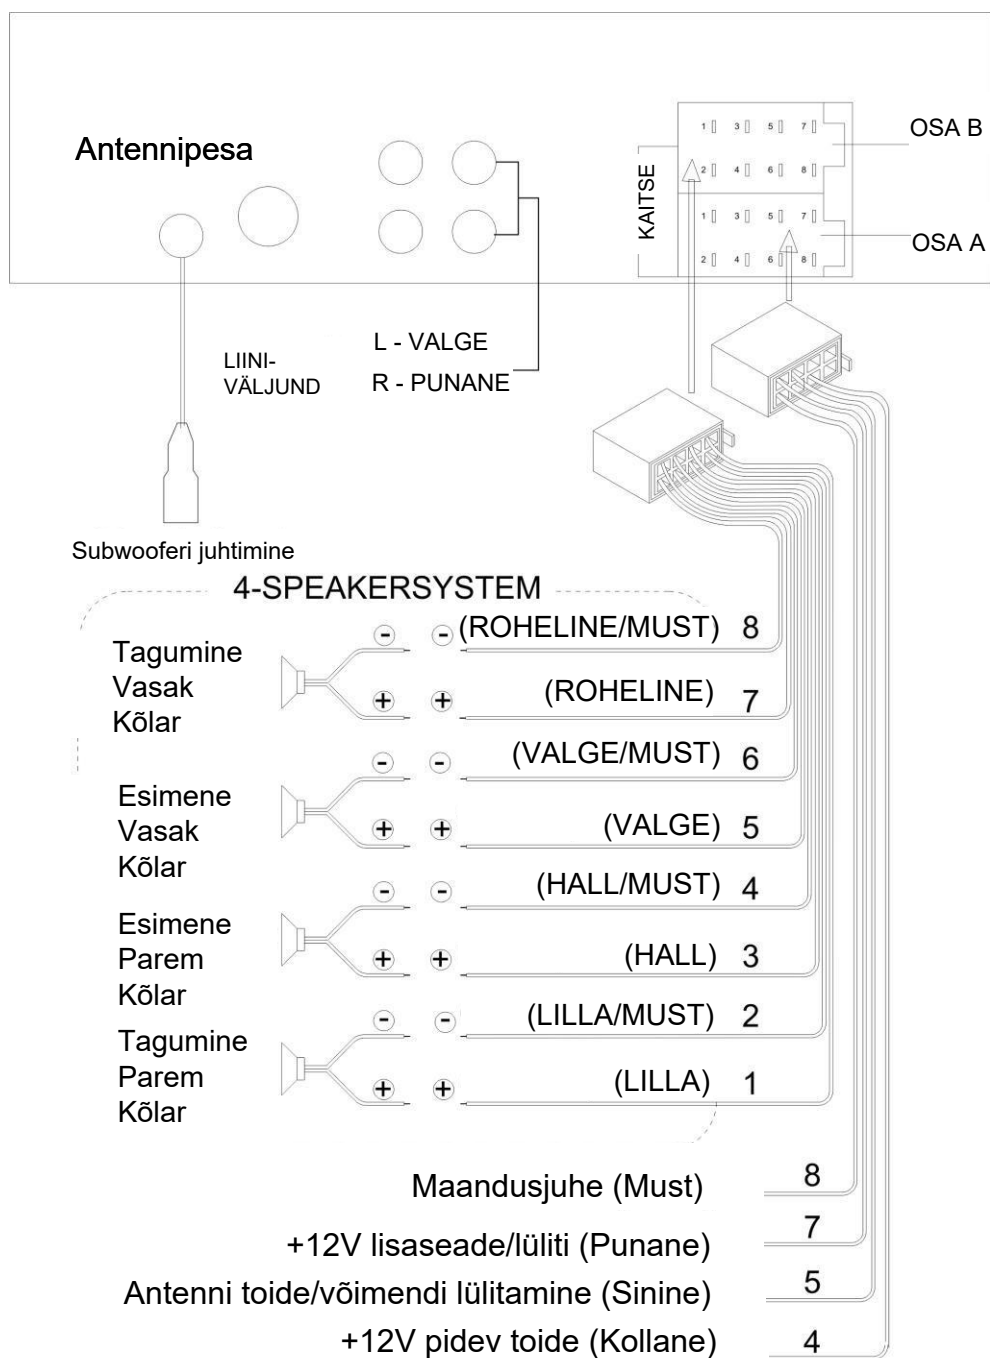 Antennipesa
KAITSE
1 3 5 7
2 4 6 8
1 3 5 7
2 4 6 8
OSA B
OSA A
LIINI-
VÄLJUND
L - VALGE
R - PUNANE
Subwooferi juhtimine
4-SPEAKERSYSTEM
Tagumine
Vasak
Kõlar
- - (ROHELINE/MUST) 8
+ + (ROHELINE) 7
Esimene
Vasak
Kõlar
- - (VALGE/MUST) 6
+ + (VALGE) 5
Esimene
Parem
Kõlar
- - (HALL/MUST) 4
+ + (HALL) 3
Tagumine
Parem
Kõlar
- - (LILLA/MUST) 2
+ + (LILLA) 1
Maandusjuhe (Must) 8
+12V lisaseade/lüliti (Punane) 7
Antenni toide/võimendi lülitamine (Sinine) 5
+12V pidev toide (Kollane) 4